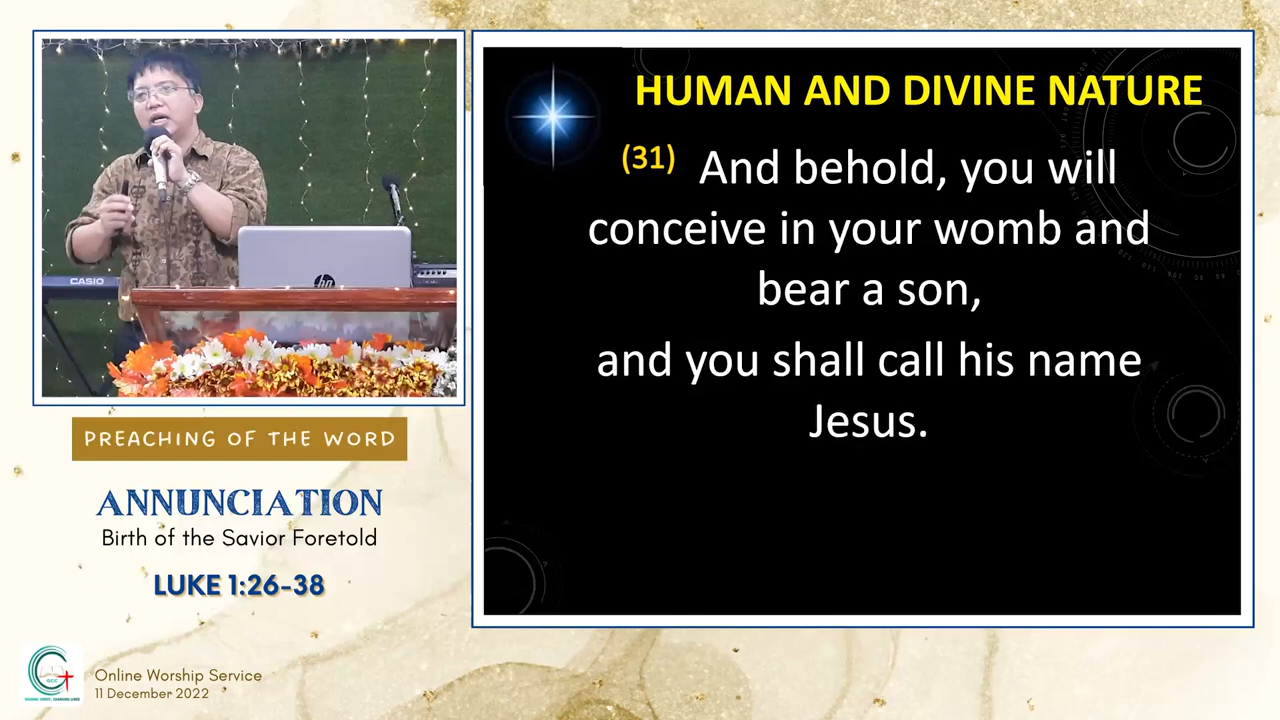 HUMAN AND DIVINE NATURE
(31) And behold, you will
conceive in your womb and
bear a son,
and you shall call his name
Jesus.
CASIO
hp
PREACHING OF THE WORD
ANNUNCIATION
Birth of the Savior Foretold
LUKE 1:26-38
GCC
Online Worship Service
11 December 2022